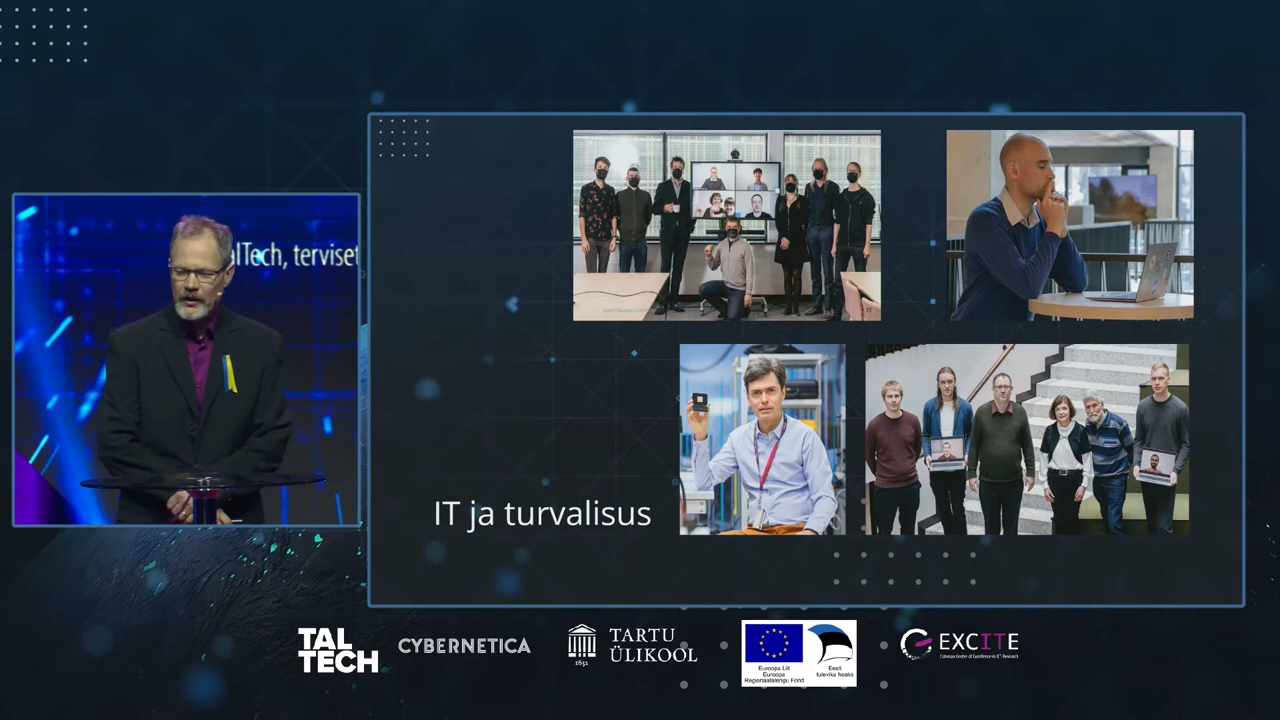 alTech, terviset
IT ja turvalisus
TAL
TECH
CYBERNETICA
1632
TARTU
ÜLIKOOL
Euroopa Liit
Euroopa
Regionaalarengu Fond
Eesti
tuleviku heaks
EXCITE
Estonian Centre of Excellence in ICT Research